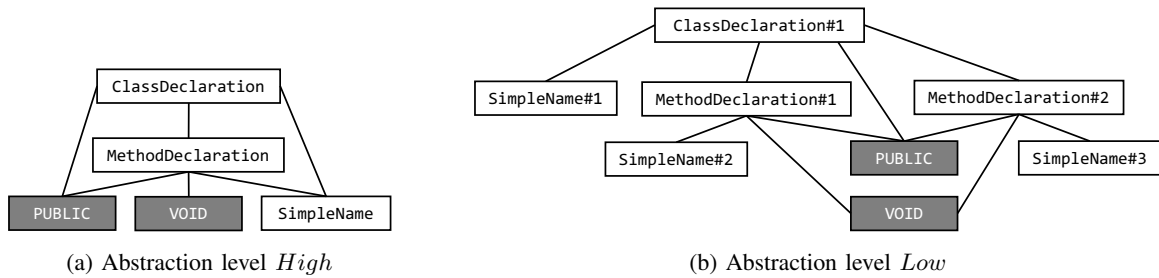 ClassDeclaration
MethodDeclaration
PUBLIC
VOID
SimpleName
(a) Abstraction level High
ClassDeclaration#1
SimpleName#1
MethodDeclaration#1
MethodDeclaration#2
SimpleName#2
PUBLIC
SimpleName#3
VOID
(b) Abstraction level Low